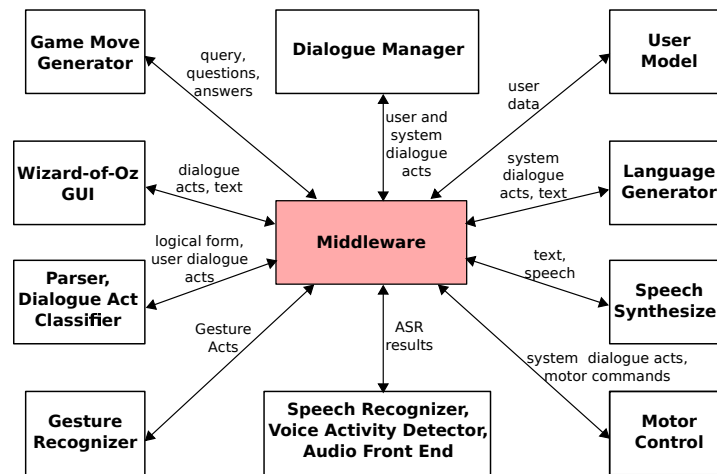 Game Move
Generator
Dialogue Manager
User
Model
query,
questions,
answers
user
data
user and
system
dialogue
acts
Wizard-of-Oz
GUI
dialogue
acts, text
system
dialogue
acts, text
Language
Generator
Middleware
logical form,
user dialogue
acts
text,
speech
Parser,
Dialogue Act
Classifier
Speech
Synthesizer
Gesture
Acts
ASR
results
system dialogue acts,
motor commands
Gesture
Recognizer
Speech Recognizer,
Voice Activity Detector,
Audio Front End
Motor
Control